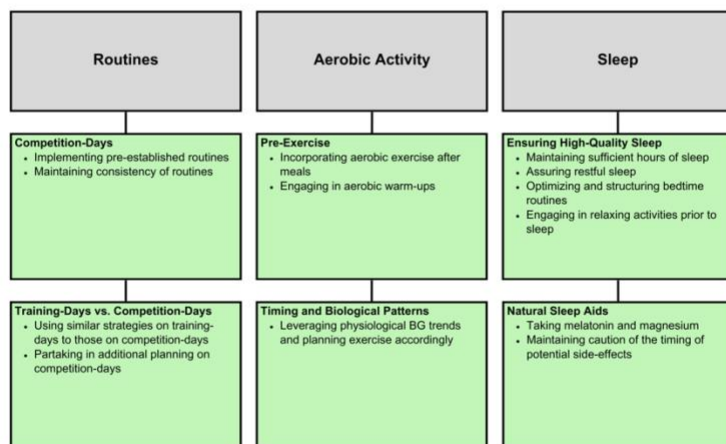 Routines
Competition-Days
• Implementing pre-established routines
• Maintaining consistency of routines
Training-Days vs. Competition-Days
• Using similar strategies on training-
days to those on competition-days
• Partaking in additional planning on
competition-days
Aerobic Activity
Pre-Exercise
• Incorporating aerobic exercise after
meals
• Engaging in aerobic warm-ups
Timing and Biological Patterns
• Leveraging physiological BG trends
and planning exercise accordingly
Sleep
Ensuring High-Quality Sleep
• Maintaining sufficient hours of sleep
• Assuring restful sleep
• Optimizing and structuring bedtime
routines
• Engaging in relaxing activities prior to
sleep
Natural Sleep Aids
• Taking melatonin and magnesium
• Maintaining caution of the timing of
potential side-effects